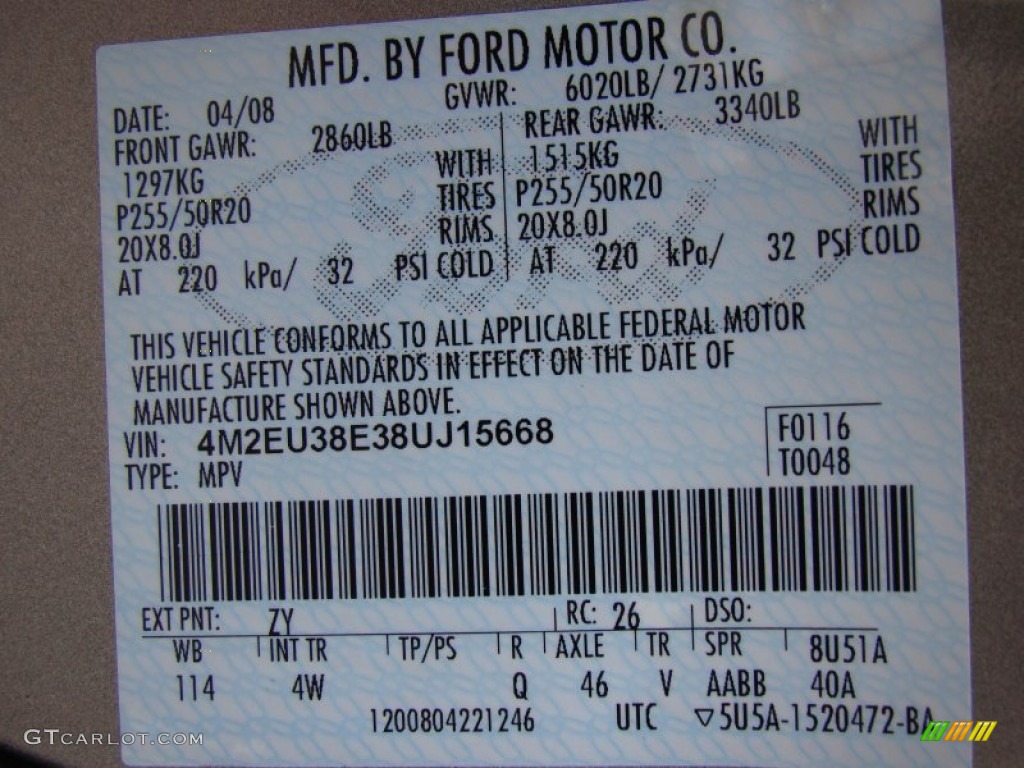 MFD. BY FORD MOTOR CO.
DATE: 04/08 GVWR: 6020LB/ 2731KG
FRONT GAWR: 2860LB REAR GAWR: 3340LB
1297KG WITH 1515KG WITH
P255/50R20 TIRES P255/50R20 TIRES
20X8.0J RIMS 20X8.0J RIMS
AT 220 kPa/ 32 PSI COLD AT 220 kPa/ 32 PSI COLD
THIS VEHICLE CONFORMS TO ALL APPLICABLE FEDERAL MOTOR
VEHICLE SAFETY STANDARDS IN EFFECT ON THE DATE OF
MANUFACTURE SHOWN ABOVE.
VIN: 4M2EU38E38UJ15668 F0116
TYPE: MPV T0048
EXT PNT: ZY RC: 26 DSO:
WB INT TR TP/PS R AXLE TR SPR 8U51A
114 4W Q 46 V AABB 40A
1200804221246 UTC ▽5U5A-1520472-BA
GTCARLOT.COM